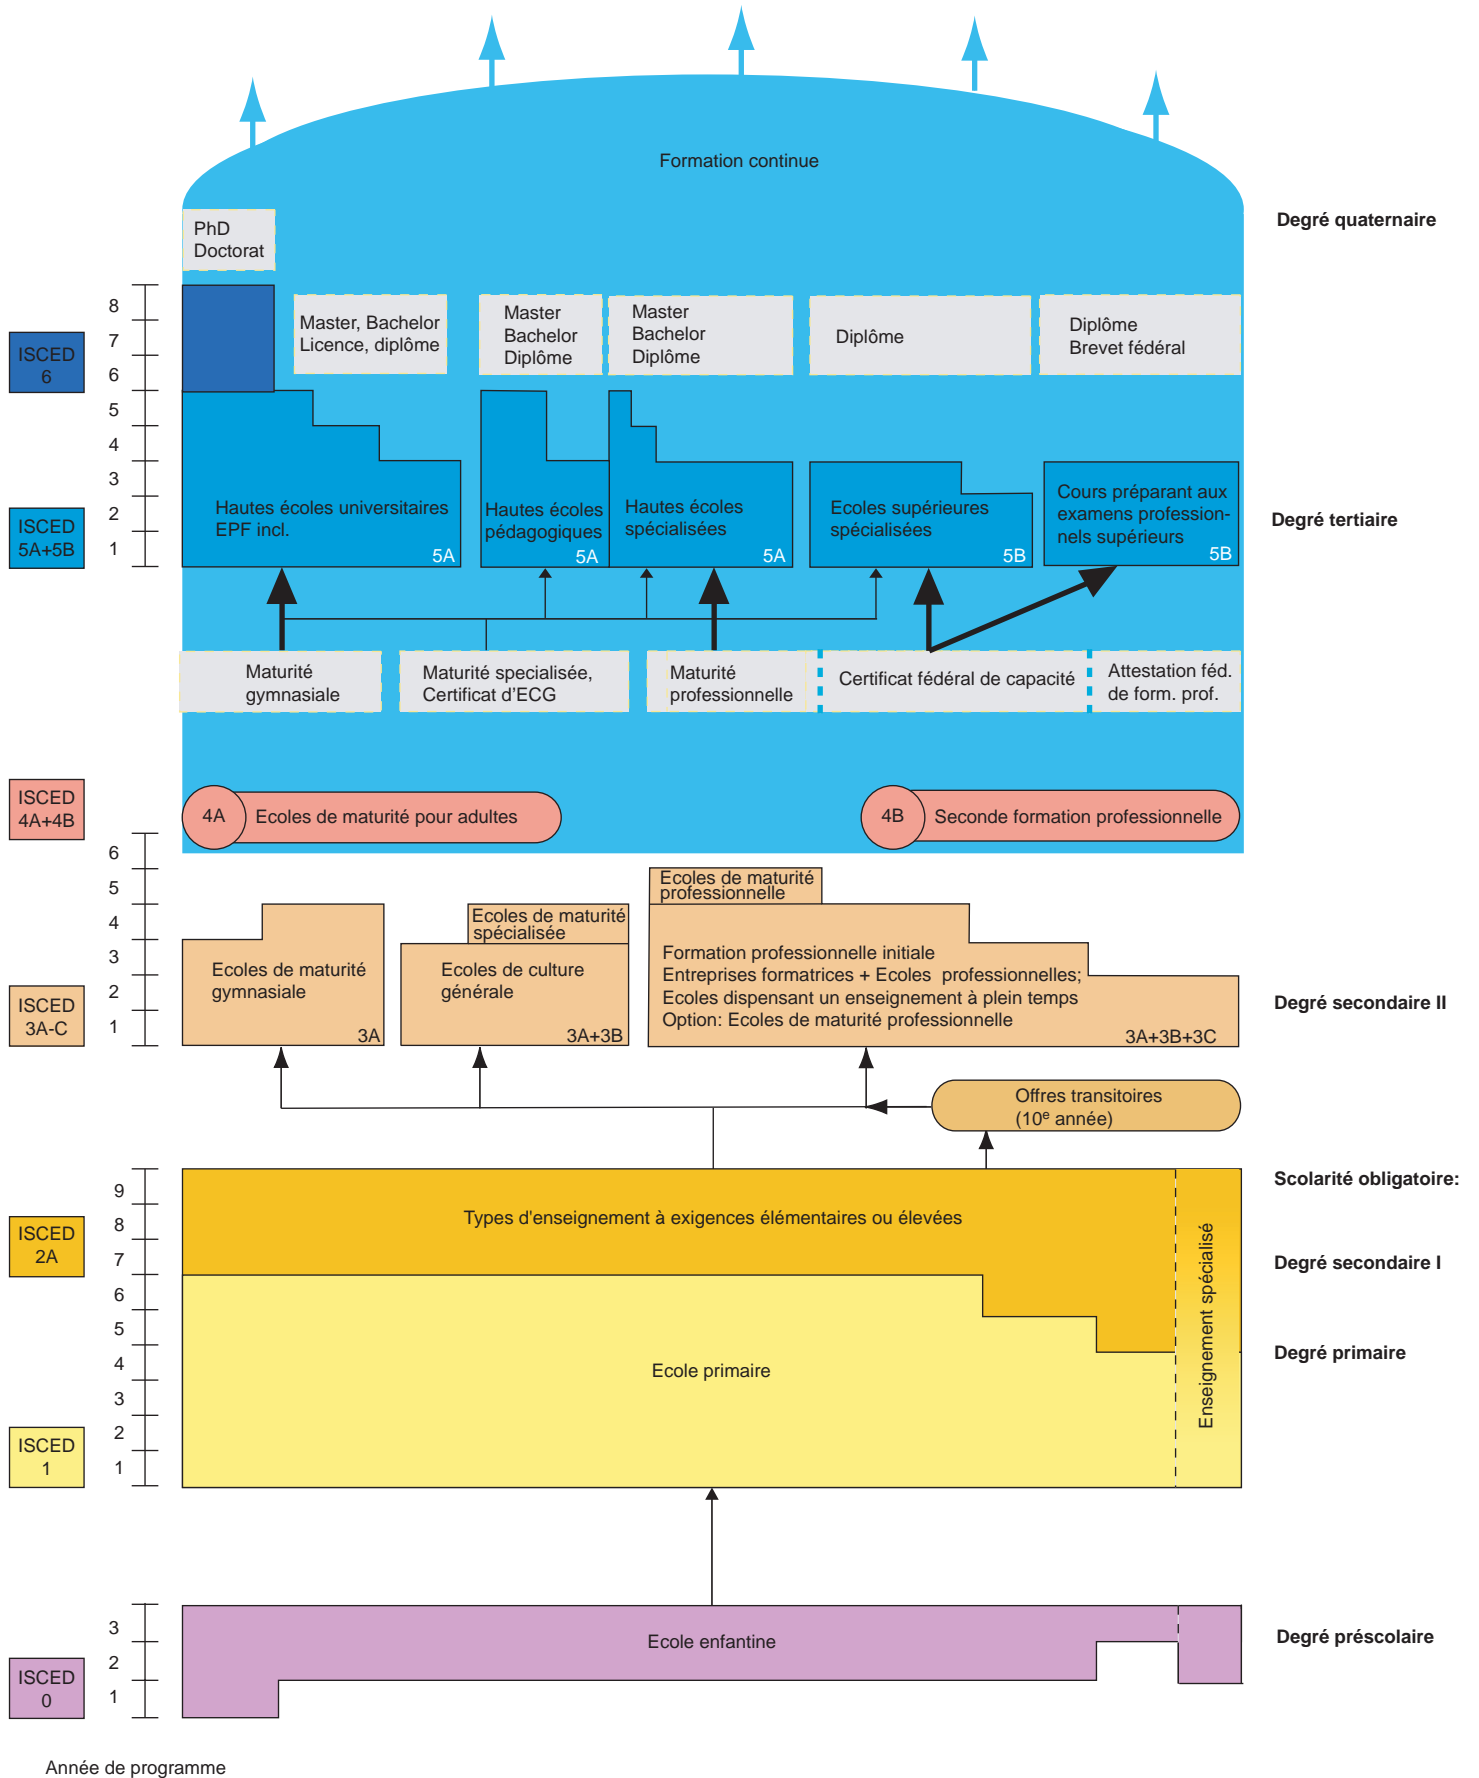 Formation continue
Degré quaternaire
PhD
Doctorat
8
7
6
5
4
3
2
1
ISCED
6
Master, Bachelor
Licence, diplôme
Master
Bachelor
Diplôme
Master
Bachelor
Diplôme
Diplôme
Diplôme
Brevet fédéral
ISCED
5A+5B
Hautes écoles universitaires
EPF incl.
5A
Hautes écoles
pédagogiques
5A
Hautes écoles
spécialisées
5A
Ecoles supérieures
spécialisées
5B
Cours préparant aux
examens profession-
nels supérieurs
5B
Degré tertiaire
Maturité
gymnasiale
Maturité specialisée,
Certificat d'ECG
Maturité
professionnelle
Certificat fédéral de capacité
Attestation féd.
de form. prof.
ISCED
4A+4B
4A
Ecoles de maturité pour adultes
4B
Seconde formation professionnelle
6
5
4
3
2
1
ISCED
3A-C
Ecoles de maturité
gymnasiale
3A
Ecoles de maturité
spécialisée
Ecoles de culture
générale
3A+3B
Ecoles de maturité
professionnelle
Formation professionnelle initiale
Entreprises formatrices + Ecoles professionnelles;
Ecoles dispensant un enseignement à plein temps
Option: Ecoles de maturité professionnelle
3A+3B+3C
Degré secondaire II
Offres transitoires
(10e année)
Scolarité obligatoire:
9
8
7
6
5
4
3
2
1
ISCED
2A
Types d'enseignement à exigences élémentaires ou élevées
Enseignement spécialisé
Degré secondaire I
Degré primaire
Ecole primaire
ISCED
1
3
2
1
ISCED
0
Ecole enfantine
Degré préscolaire
Année de programme